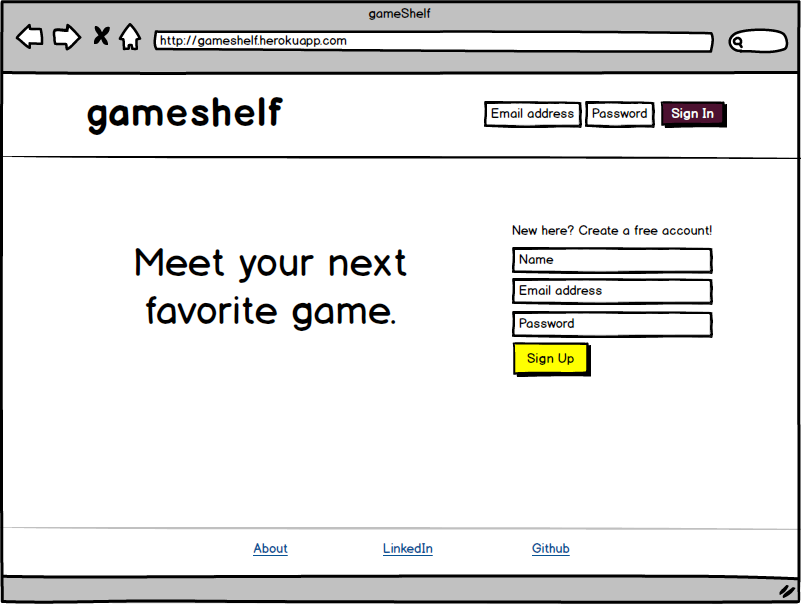 gameShelf
http://gameshelf.herokuapp.com
gameshelf
Email address Password Sign In
Meet your next
favorite game.
New here? Create a free account!
Name
Email address
Password
Sign Up
About LinkedIn Github